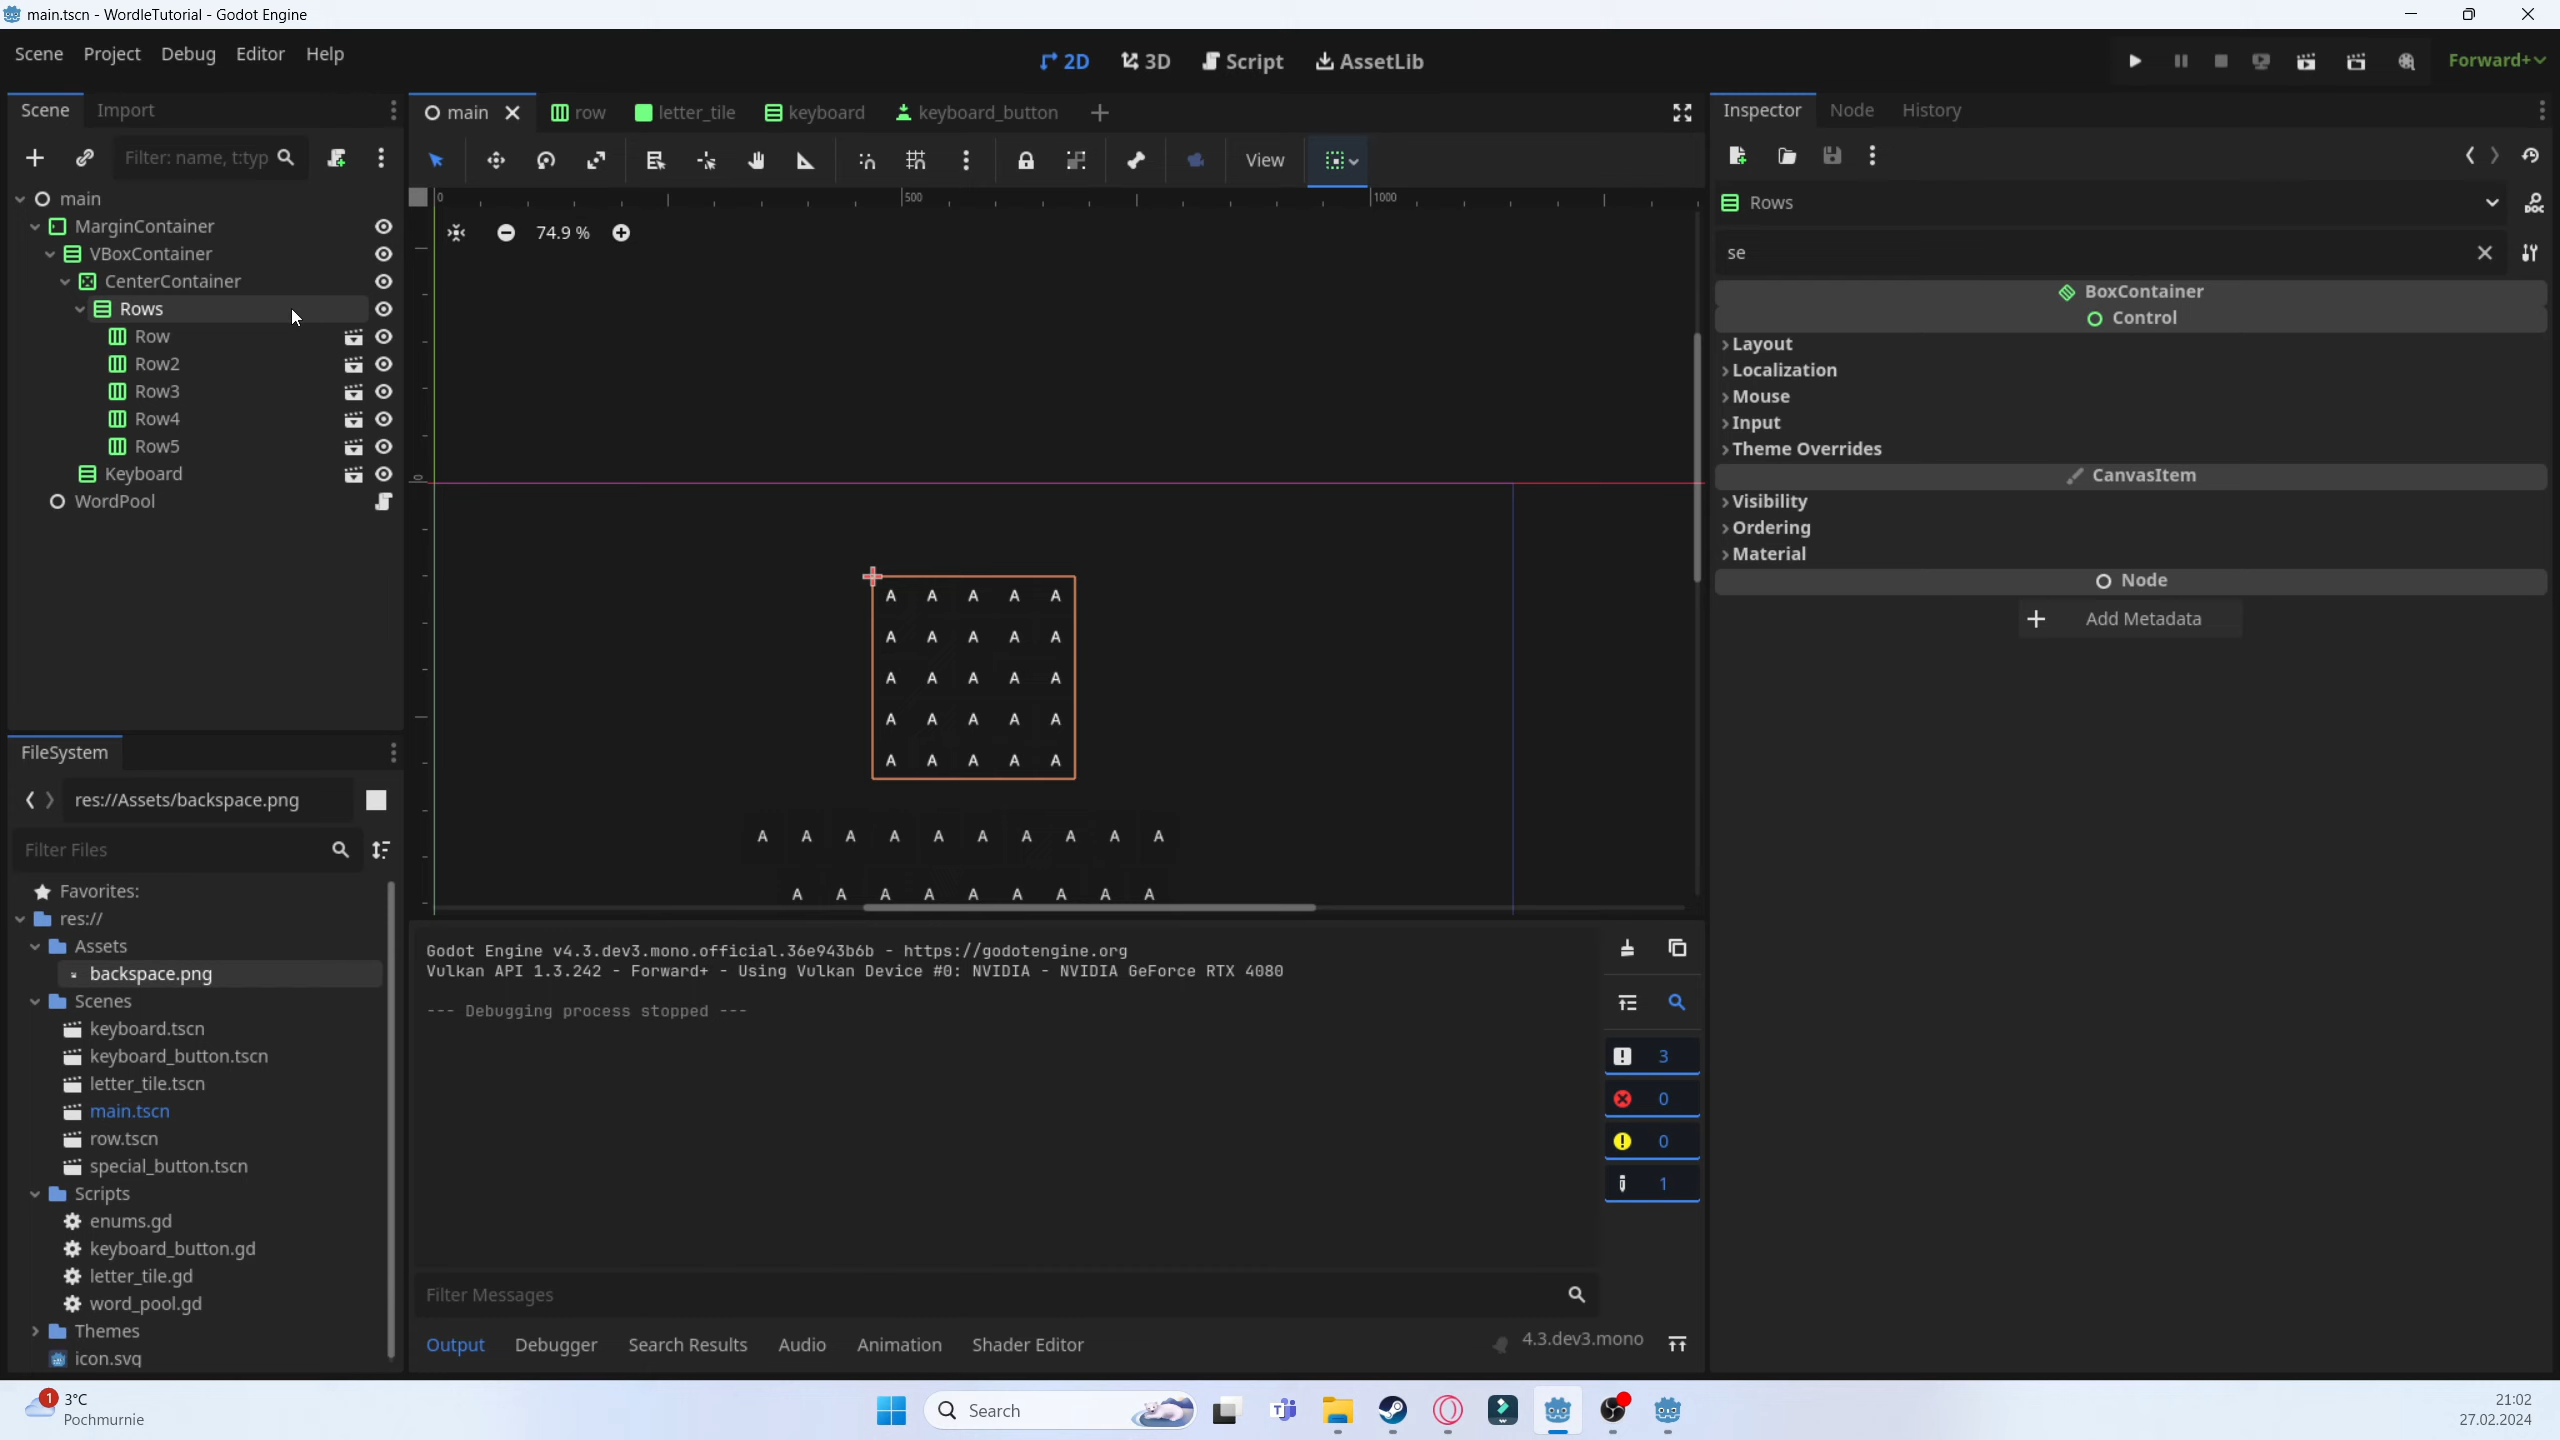 main.tscn - WordleTutorial - Godot Engine
Scene Project Debug Editor Help
2D 3D Script AssetLib
Forward+
Scene Import
main row letter_tile keyboard keyboard_button
Inspector Node History
Filter: name, t:typ
View
main
MarginContainer
VBoxContainer
CenterContainer
Rows
Row
Row2
Row3
Row4
Row5
Keyboard
WordPool
0 500 1000
74.9 %
0
A A A A A
A A A A A
A A A A A
A A A A A
A A A A A
A A A A A A A A A A
A A A A A A A A A
Rows
se
BoxContainer
Control
Layout
Localization
Mouse
Input
Theme Overrides
CanvasItem
Visibility
Ordering
Material
Node
Add Metadata
FileSystem
res://Assets/backspace.png
Filter Files
Favorites:
res://
Assets
backspace.png
Scenes
keyboard.tscn
keyboard_button.tscn
letter_tile.tscn
main.tscn
row.tscn
special_button.tscn
Scripts
enums.gd
keyboard_button.gd
letter_tile.gd
word_pool.gd
Themes
icon.svg
Godot Engine v4.3.dev3.mono.official.36e943b6b - https://godotengine.org
Vulkan API 1.3.242 - Forward+ - Using Vulkan Device #0: NVIDIA - NVIDIA GeForce RTX 4080
--- Debugging process stopped ---
3
0
0
1
Filter Messages
Output Debugger Search Results Audio Animation Shader Editor
4.3.dev3.mono
1
3°C
Pochmurnie
Search
21:02
27.02.2024